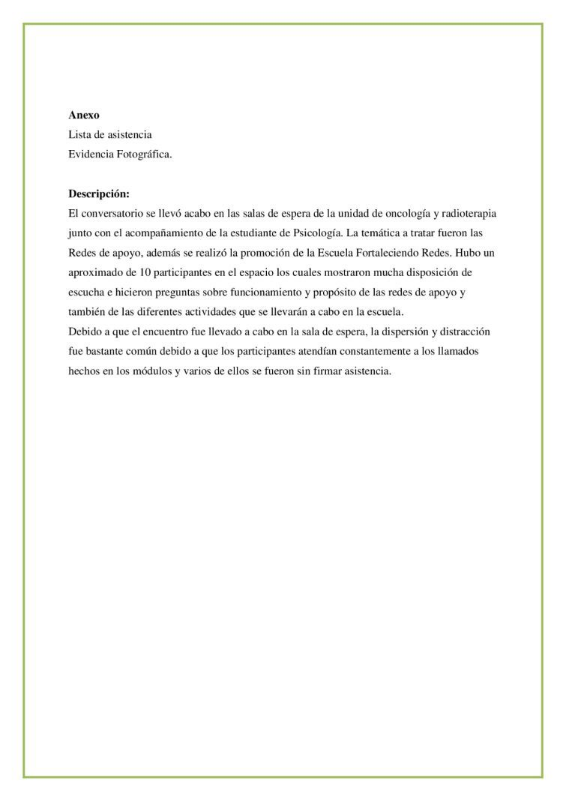 Anexo
Lista de asistencia
Evidencia Fotográfica.
Descripción:
El conversatorio se llevó acabo en las salas de espera de la unidad de oncología y radioterapia
junto con el acompañamiento de la estudiante de Psicología. La temática a tratar fueron las
Redes de apoyo, además se realizó la promoción de la Escuela Fortaleciendo Redes. Hubo un
aproximado de 10 participantes en el espacio los cuales mostraron mucha disposición de
escucha e hicieron preguntas sobre funcionamiento y propósito de las redes de apoyo y
también de las diferentes actividades que se llevarán a cabo en la escuela.
Debido a que el encuentro fue llevado a cabo en la sala de espera, la dispersión y distracción
fue bastante común debido a que los participantes atendían constantemente a los llamados
hechos en los módulos y varios de ellos se fueron sin firmar asistencia.